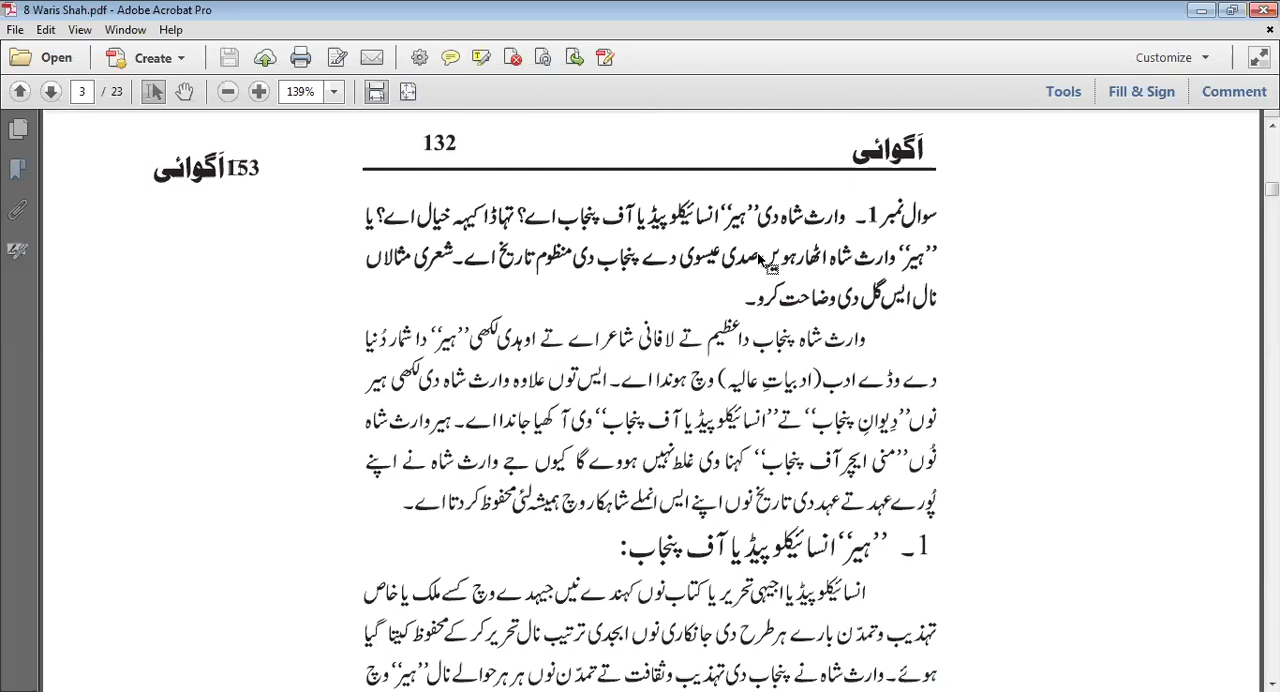 8 Waris Shah.pdf - Adobe Acrobat Pro
File Edit View Window Help
Open Create Customize
3 / 23 139% Tools Fill & Sign Comment
اَگوائی 132
153 اَگوائی
سوال نمبر 1۔ وارث شاہ دی ’’ہیر‘‘ انسائیکلوپیڈیا آف پنجاب اے؟ تہاڈا کیہہ خیال اے؟ یا
’’ہیر‘‘ وارث شاہ اٹھارہویں صدی عیسوی دے پنجاب دی منظوم تاریخ اے۔ شعری مثالاں
نال ایس گل دی وضاحت کرو۔
وارث شاہ پنجاب دا عظیم تے لافانی شاعر اے تے اوہدی لکھی ’’ہیر‘‘ دا شمار دُنیا
دے وڈے ادب (ادبیاتِ عالیہ) وچ ہوندا اے۔ ایس توں علاوہ وارث شاہ دی لکھی ہیر
نوں ’’دِیوانِ پنجاب‘‘ تے ’’انسائیکلوپیڈیا آف پنجاب‘‘ وی آکھیا جاندا اے۔ ہیر وارث شاہ
نُوں ’’منی ایچر آف پنجاب‘‘ کہنا وی غلط نہیں ہووے گا کیوں جے وارث شاہ نے اپنے
پُورے عہد تے عہد دی تاریخ نوں اپنے ایس انملے شاہکار وچ ہمیشہ لئی محفوظ کر دتا اے۔
1۔ ’’ہیر‘‘ انسائیکلوپیڈیا آف پنجاب:
انسائیکلوپیڈیا اجیہی تحریر یا کتاب نوں کہندے نیں جیہدے وچ کسے ملک یا خاص
تہذیب و تمدّن بارے ہر طرح دی جانکاری نوں ابجدی ترتیب نال تحریر کر کے محفوظ کیتا گیا
ہوئے۔ وارث شاہ نے پنجاب دی تہذیب و ثقافت تے تمدّن نوں ہر ہر حوالے نال ’’ہیر‘‘ وچ